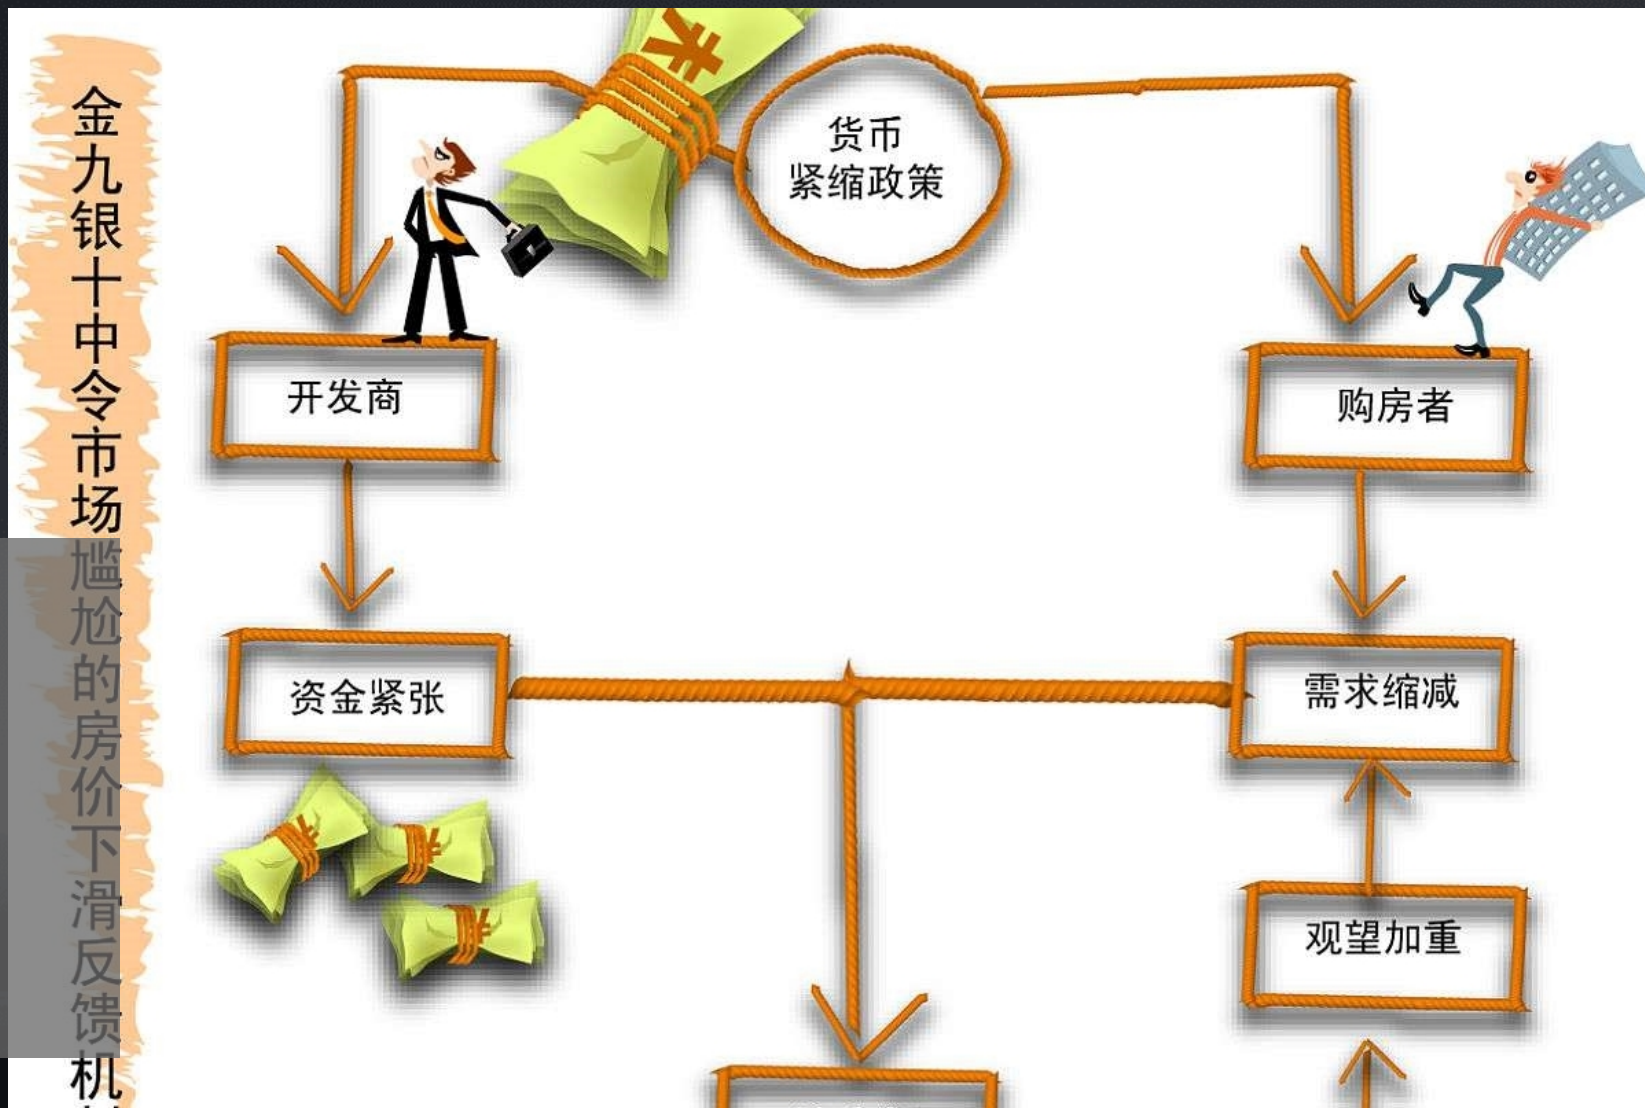 金九银十中令市场尴尬的房价下滑反馈机
货币
紧缩政策
开发商
购房者
资金紧张
需求缩减
观望加重